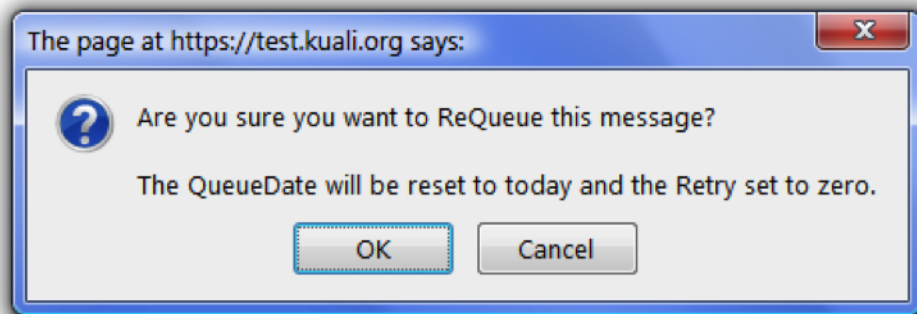 The page at https://test.kuali.org says:
Are you sure you want to ReQueue this message?
The QueueDate will be reset to today and the Retry set to zero.
OK Cancel